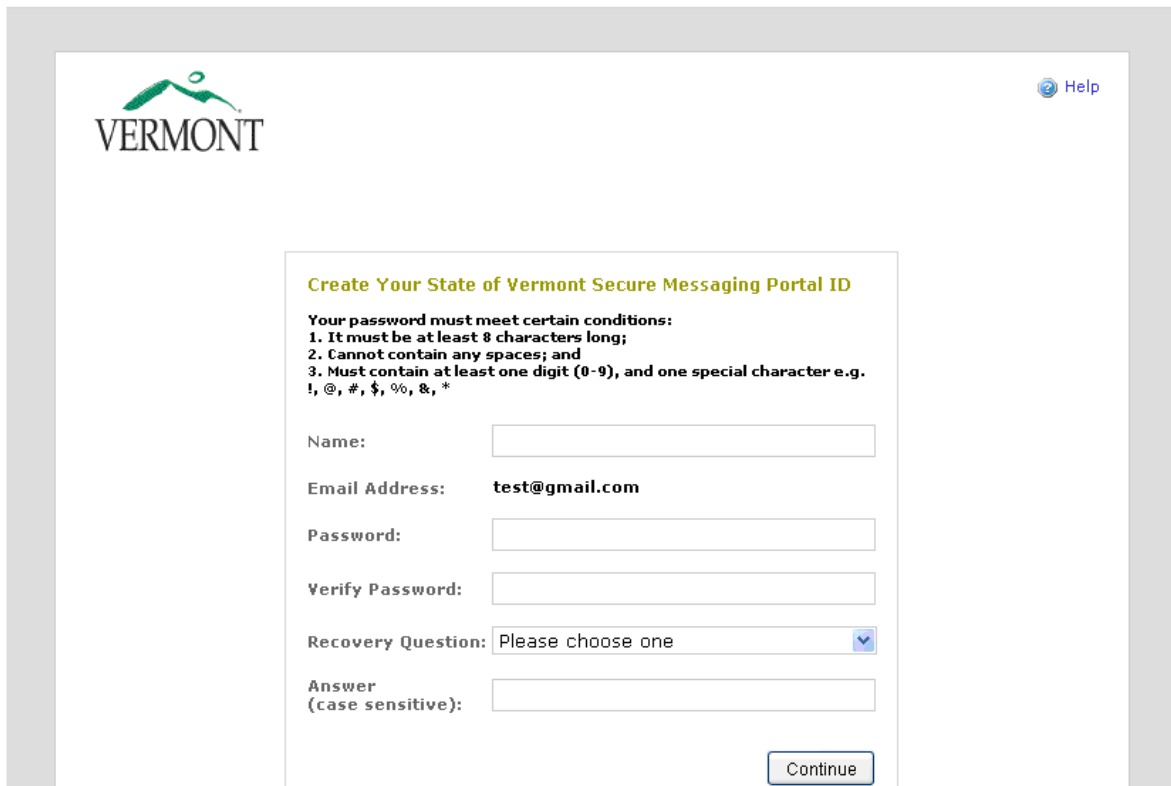 VERMONT
Help
Create Your State of Vermont Secure Messaging Portal ID
Your password must meet certain conditions:
1. It must be at least 8 characters long;
2. Cannot contain any spaces; and
3. Must contain at least one digit (0-9), and one special character e.g.
!, @, #, $, %, &, *
Name:
Email Address: test@gmail.com
Password:
Verify Password:
Recovery Question: Please choose one
Answer
(case sensitive):
Continue